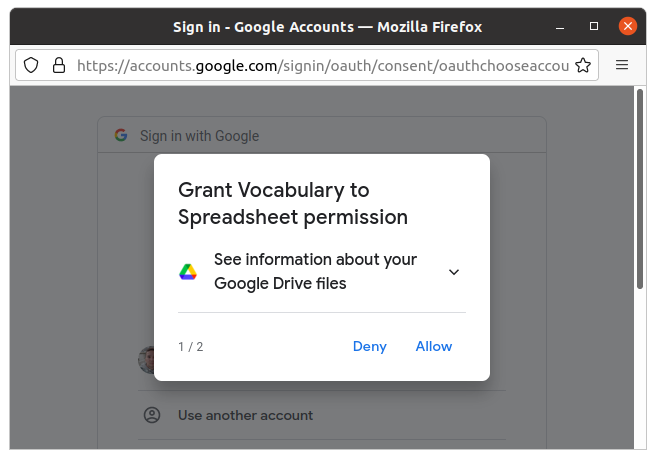 Sign in - Google Accounts — Mozilla Firefox
https://accounts.google.com/signin/oauth/consent/oauthchooseaccou
Sign in with Google
Grant Vocabulary to
Spreadsheet permission
See information about your
Google Drive files
1 / 2
Deny
Allow
Use another account